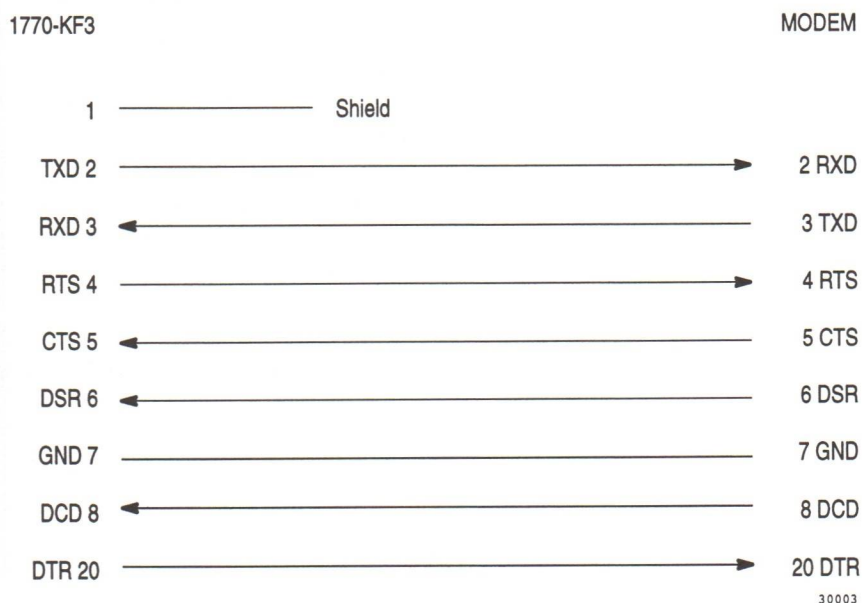 1770-KF3 MODEM
1 Shield
TXD 2 2 RXD
RXD 3 3 TXD
RTS 4 4 RTS
CTS 5 5 CTS
DSR 6 6 DSR
GND 7 7 GND
DCD 8 8 DCD
DTR 20 20 DTR
30003